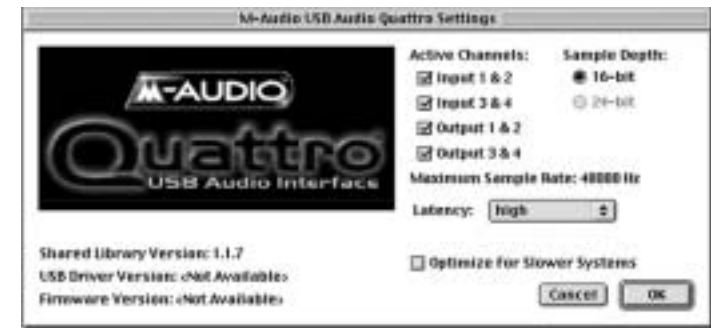 M-Audio USB Audio Quattro Settings
M-AUDIO
Quattro
USB Audio Interface
Active Channels:
Input 1 & 2
Input 3 & 4
Output 1 & 2
Output 3 & 4
Sample Depth:
16-bit
24-bit
Maximum Sample Rate: 48000 Hz
Latency: high
Shared Library Version: 1.1.7
USB Driver Version: <Not Available>
Firmware Version: <Not Available>
Optimize for Slower Systems
Cancel
OK